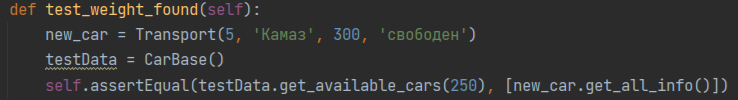 def test_weight_found(self):
    new_car = Transport(5, 'Камаз', 300, 'свободен')
    testData = CarBase()
    self.assertEqual(testData.get_available_cars(250), [new_car.get_all_info()])